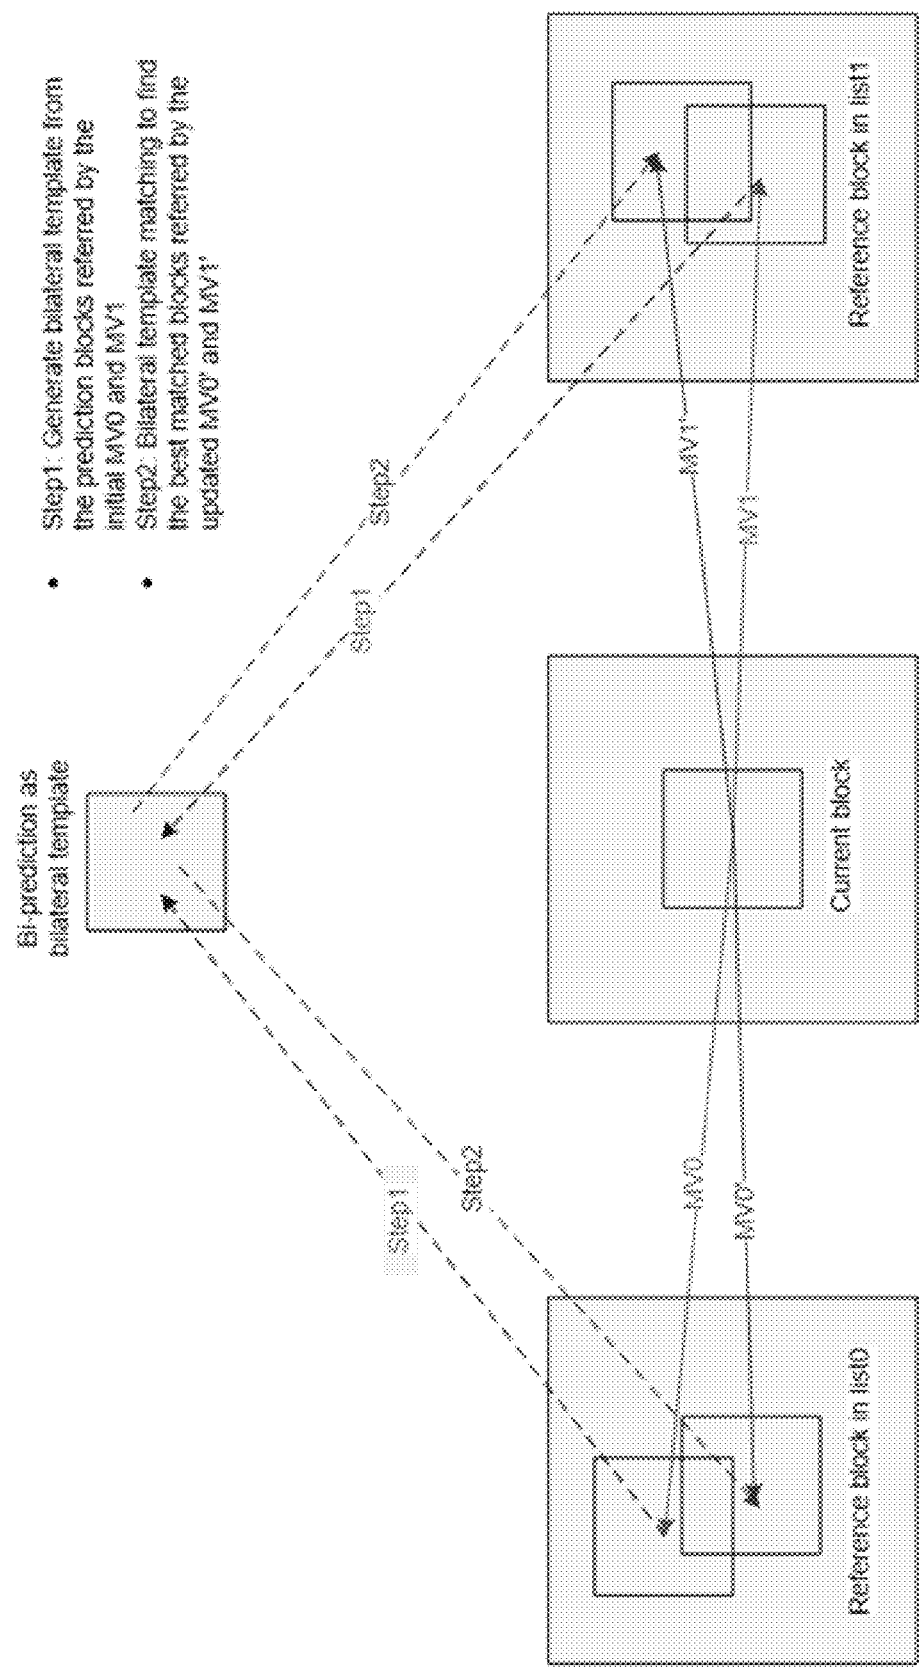 Bi-prediction as
bilateral template
• Step1: Generate bilateral template from
the prediction blocks referred by the
initial MV0 and MV1
• Step2: Bilateral template matching to find
the best matched blocks referred by the
updated MV0' and MV1'
Step1
Step2
Step1
Step2
MV0
MV0'
MV1'
MV1
Reference block in list0
Current block
Reference block in list1